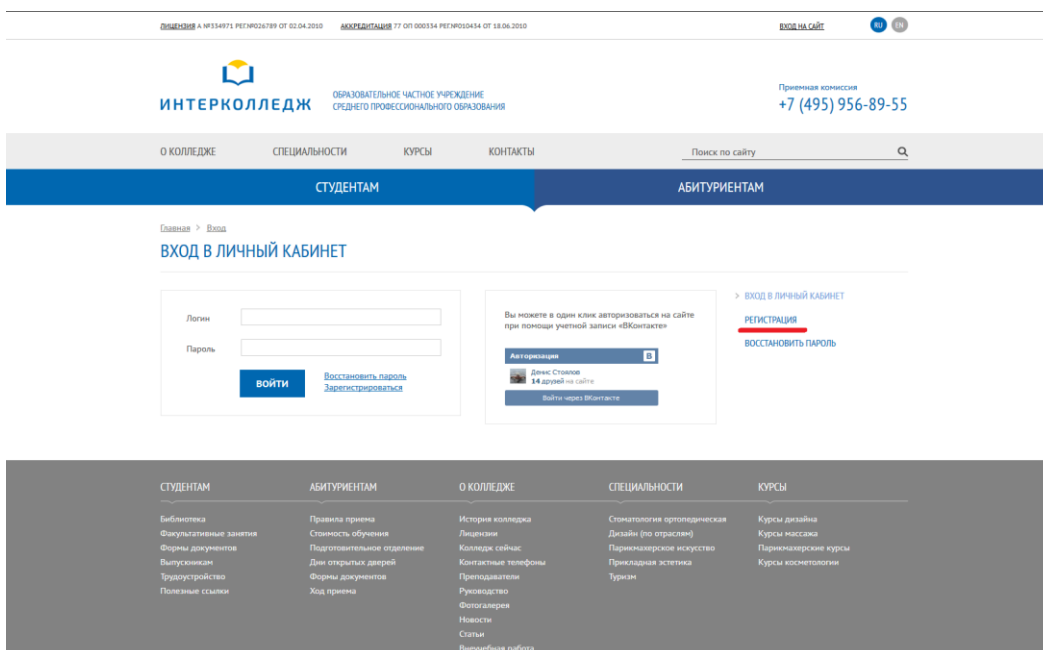 ЛИЦЕНЗИЯ А №334971 РЕГ.№026789 ОТ 02.04.2010 АККРЕДИТАЦИЯ 77 ОП 000334 РЕГ.№010434 ОТ 18.06.2010 ВХОД НА САЙТ RU EN
ИНТЕРКОЛЛЕДЖ
ОБРАЗОВАТЕЛЬНОЕ ЧАСТНОЕ УЧРЕЖДЕНИЕ
СРЕДНЕГО ПРОФЕССИОНАЛЬНОГО ОБРАЗОВАНИЯ
Приемная комиссия
+7 (495) 956-89-55
О КОЛЛЕДЖЕ СПЕЦИАЛЬНОСТИ КУРСЫ КОНТАКТЫ Поиск по сайту
СТУДЕНТАМ АБИТУРИЕНТАМ
Главная > Вход
ВХОД В ЛИЧНЫЙ КАБИНЕТ
Логин
Пароль
ВОЙТИ
Восстановить пароль
Зарегистрироваться
Вы можете в один клик авторизоваться на сайте
при помощи учетной записи «ВКонтакте»
Авторизация В
Денис Стоялов
14 друзей на сайте
Войти через ВКонтакте
> ВХОД В ЛИЧНЫЙ КАБИНЕТ
РЕГИСТРАЦИЯ
ВОССТАНОВИТЬ ПАРОЛЬ
СТУДЕНТАМ
Библиотека
Факультативные занятия
Формы документов
Выпускникам
Трудоустройство
Полезные ссылки
АБИТУРИЕНТАМ
Правила приема
Стоимость обучения
Подготовительное отделение
Дни открытых дверей
Формы документов
Ход приема
О КОЛЛЕДЖЕ
История колледжа
Лицензии
Колледж сейчас
Контактные телефоны
Преподаватели
Руководство
Фотогалерея
Новости
Статьи
Внеучебная работа
СПЕЦИАЛЬНОСТИ
Стоматология ортопедическая
Дизайн (по отраслям)
Парикмахерское искусство
Прикладная эстетика
Туризм
КУРСЫ
Курсы дизайна
Курсы массажа
Парикмахерские курсы
Курсы косметологии